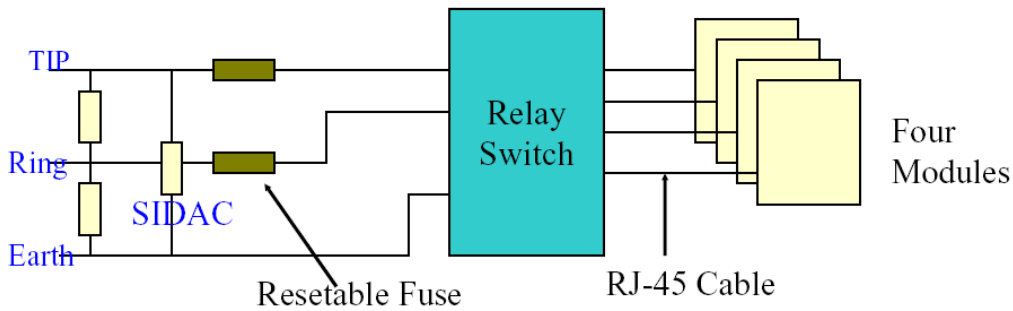 TIP
Ring
Earth
SIDAC
Resetable Fuse
Relay
Switch
RJ-45 Cable
Four
Modules